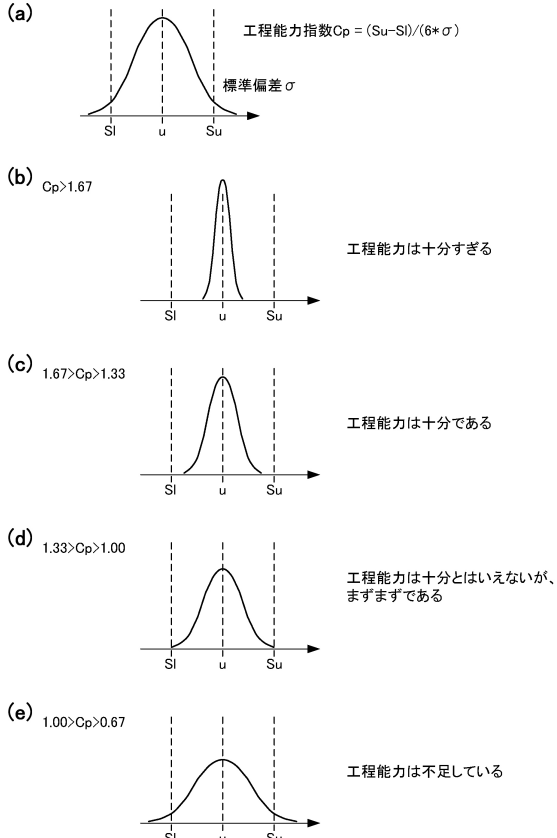 (a)
工程能力指数Cp = (Su-Sl)/(6*σ)
標準偏差σ
Sl u Su
(b)
Cp>1.67
工程能力は十分すぎる
Sl u Su
(c)
1.67>Cp>1.33
工程能力は十分である
Sl u Su
(d)
1.33>Cp>1.00
工程能力は十分とはいえないが、
まずまずである
Sl u Su
(e)
1.00>Cp>0.67
工程能力は不足している
Sl u Su